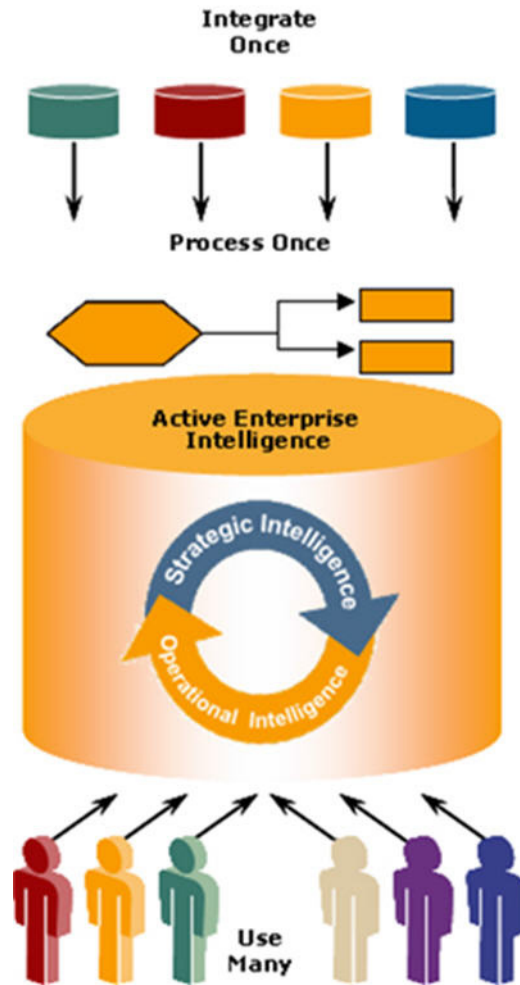 Integrate
Once
Process Once
Active Enterprise
Intelligence
Strategic Intelligence
Operational Intelligence
Use
Many